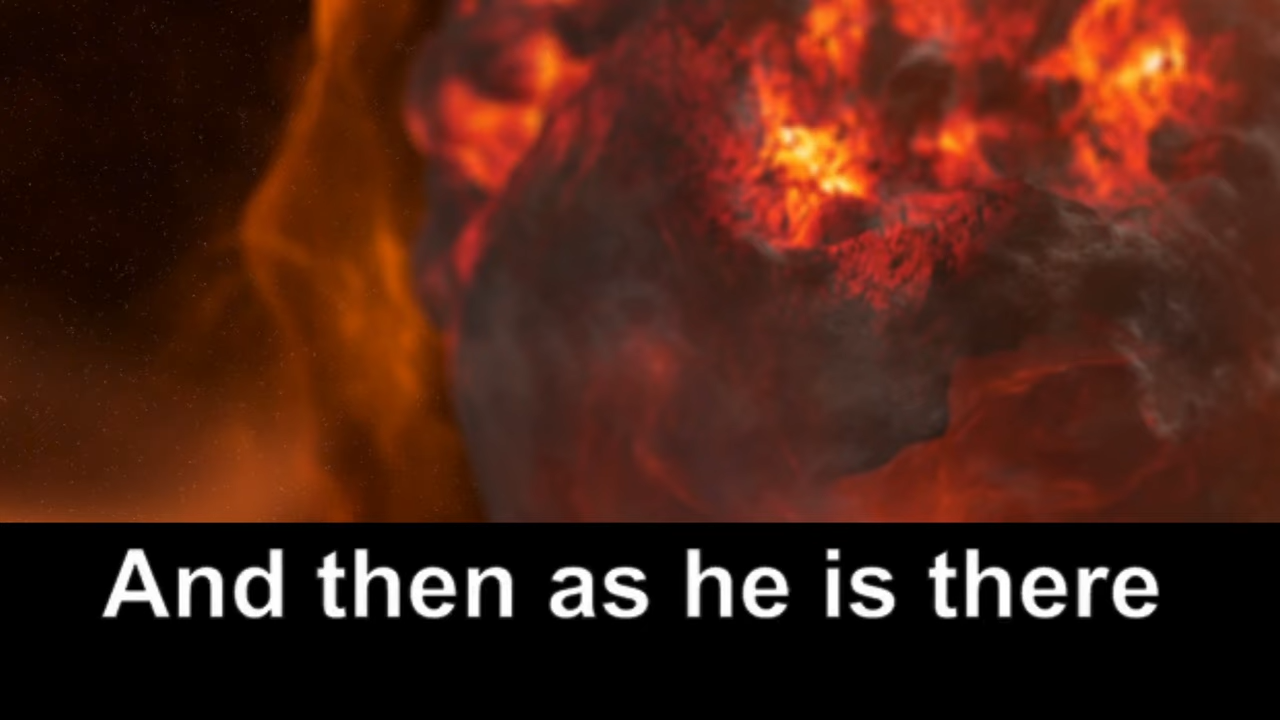 And then as he is there